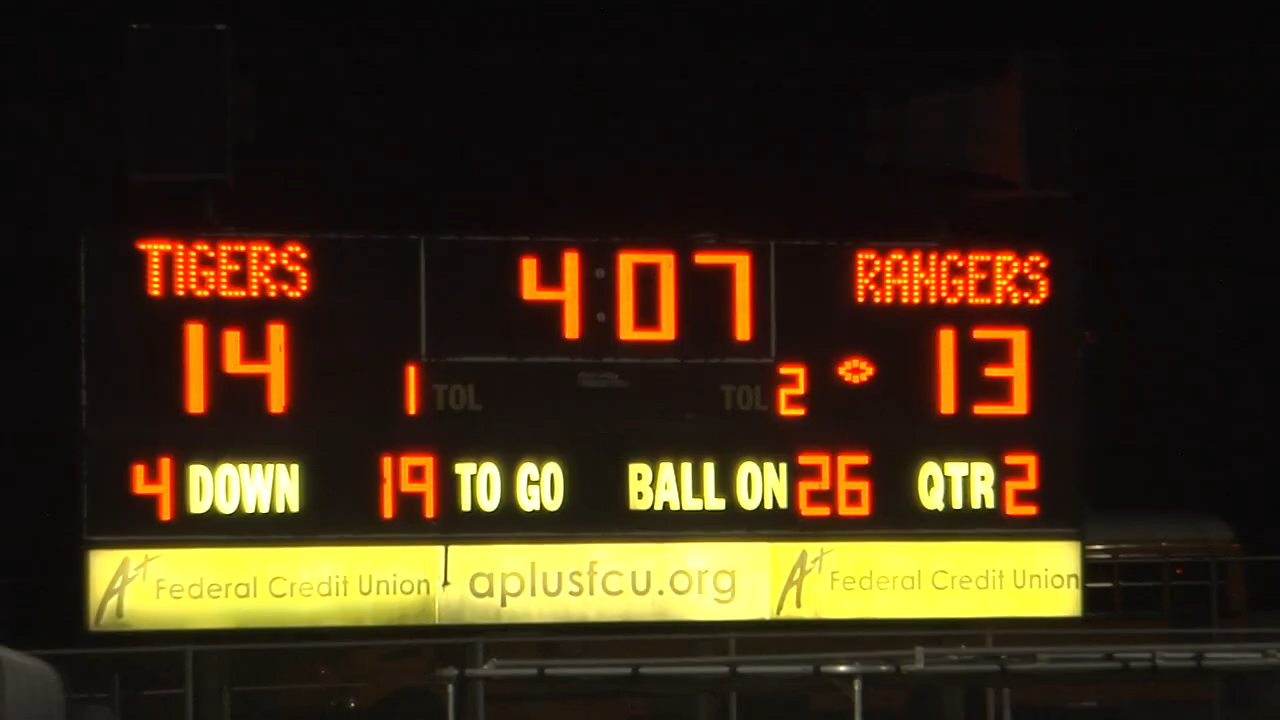 TIGERS 4:07 RANGERS
14 1 TOL TOL 2 13
4 DOWN 19 TO GO BALL ON 26 QTR 2
A+ Federal Credit Union aplusfcu.org A+ Federal Credit Union